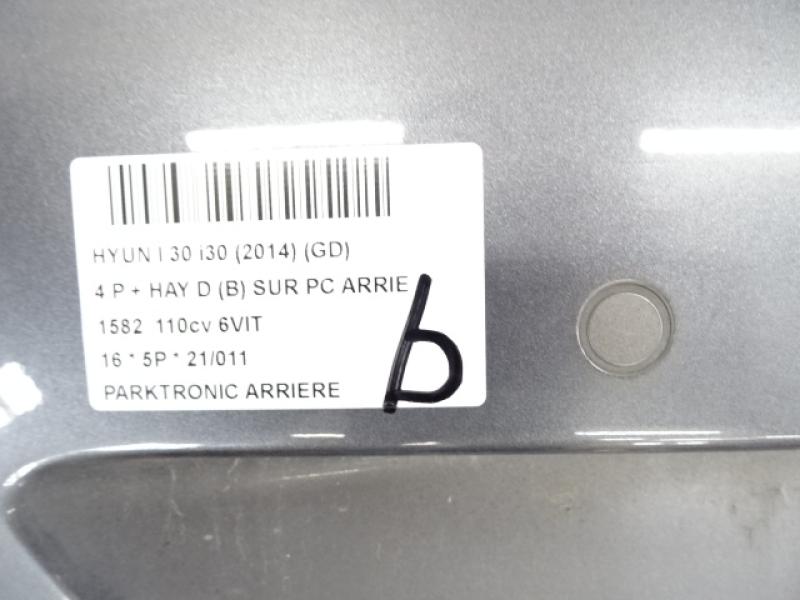 HYUN I 30 i30 (2014) (GD)
4 P + HAY D (B) SUR PC ARRIE
1582 110cv 6VIT
16 * 5P * 21/011
PARKTRONIC ARRIERE
b